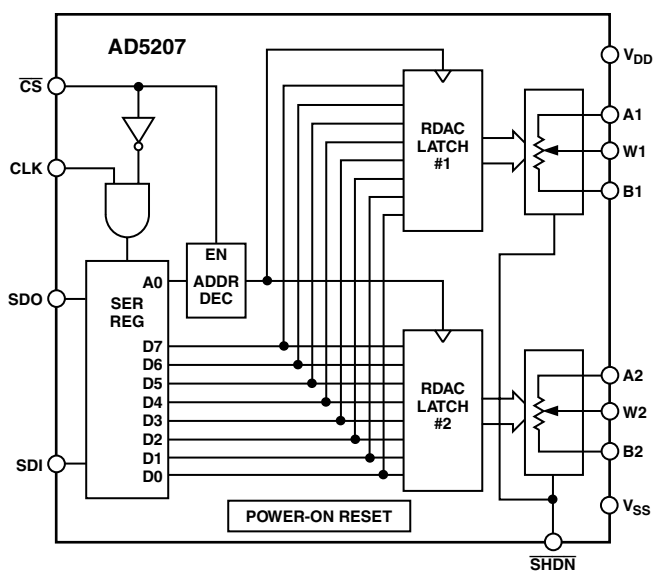 AD5207
CS
CLK
SDO
SDI
EN
ADDR
DEC
A0
SER
REG
D7
D6
D5
D4
D3
D2
D1
D0
RDAC
LATCH
#1
RDAC
LATCH
#2
POWER-ON RESET
VDD
A1
W1
B1
A2
W2
B2
VSS
SHDN